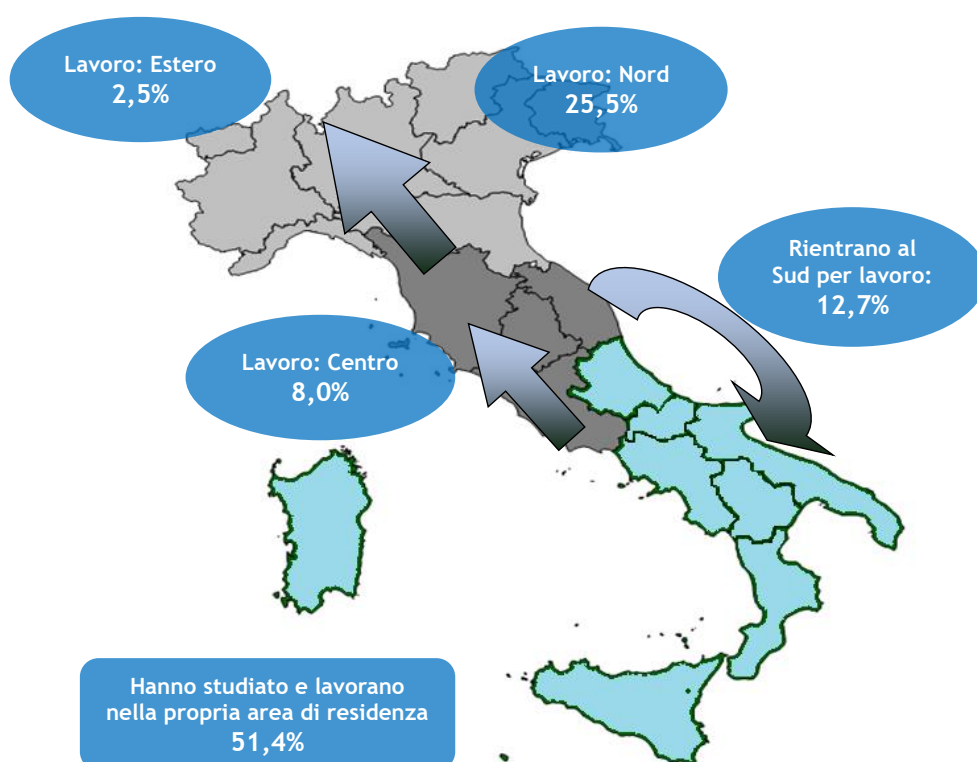 Lavoro: Estero
2,5%
Lavoro: Nord
25,5%
Rientrano al
Sud per lavoro:
12,7%
Lavoro: Centro
8,0%
Hanno studiato e lavorano
nella propria area di residenza
51,4%